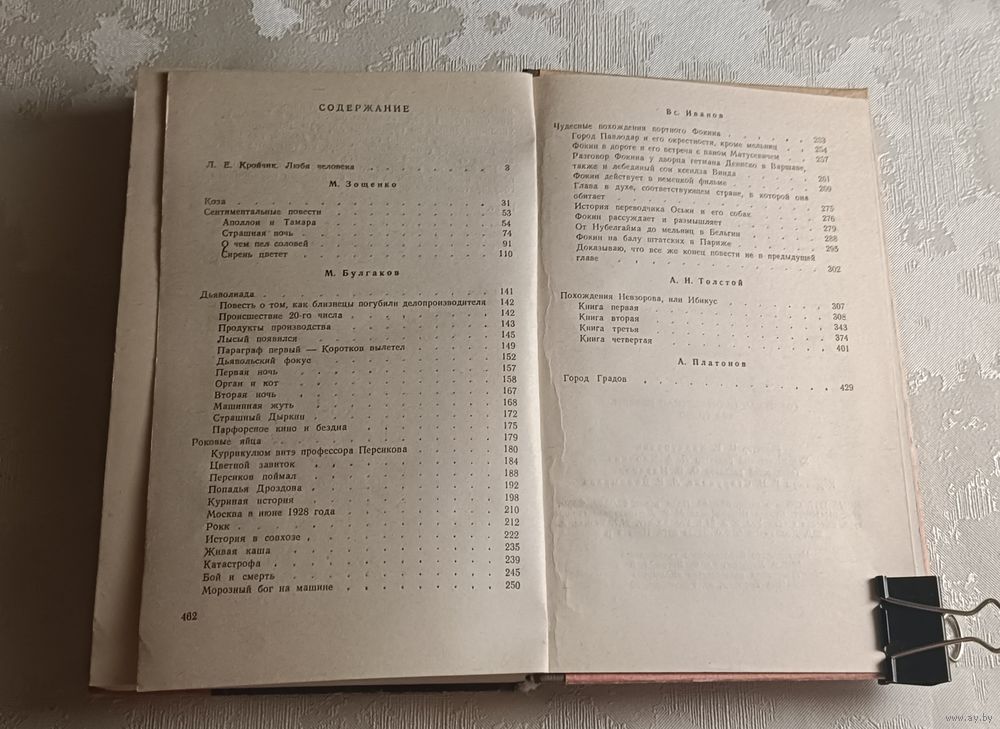 СОДЕРЖАНИЕ
Л. Е. Кройчик. Любя человека 3
М. Зощенко
Коза 31
Сентиментальные повести 53
Аполлон и Тамара 54
Страшная ночь 74
О чем пел соловей 91
Сирень цветет 110
М. Булгаков
Дьяволиада 141
Повесть о том, как близнецы погубили делопроизводителя 142
Происшествие 20-го числа 142
Продукты производства 143
Лысый появился 145
Параграф первый — Коротков вылетел 149
Дьявольский фокус 152
Первая ночь 157
Орган и кот 158
Вторая ночь 167
Машинная жуть 168
Страшный Дыркин 172
Парфорсное кино и бездна 175
Роковые яйца 179
Куррикулюм витэ профессора Персикова 180
Цветной завиток 184
Персиков поймал 188
Попадья Дроздова 192
Куриная история 198
Москва в июне 1928 года 210
Рокк 212
История в совхозе 222
Живая каша 235
Катастрофа 239
Бой и смерть 245
Морозный бог на машине 250
462
Вс. Иванов
Чудесные похождения портного Фокина 253
Город Павлодар и его окрестности, кроме мельниц 254
Фокин в дороге и его встреча с паном Матусевичем 257
Разговор Фокина у дворца гетмана Левиско в Варшаве,
также и лебединый сон ксендза Винда 261
Фокин действует в немецкой фильме 269
Глава в духе, соответствующем стране, в которой она
обитает 275
История переводчика Оськи и его собак 276
Фокин рассуждает и размышляет 279
От Нубелгайма до мельниц в Бельгии 288
Фокин на балу штатских в Париже 295
Доказываю, что все же конец повести не в предыдущей
главе 302
А. Н. Толстой
Похождения Невзорова, или Ибикус 307
Книга первая 308
Книга вторая 343
Книга третья 374
Книга четвертая 401
А. Платонов
Город Градов 429
www.ay.by